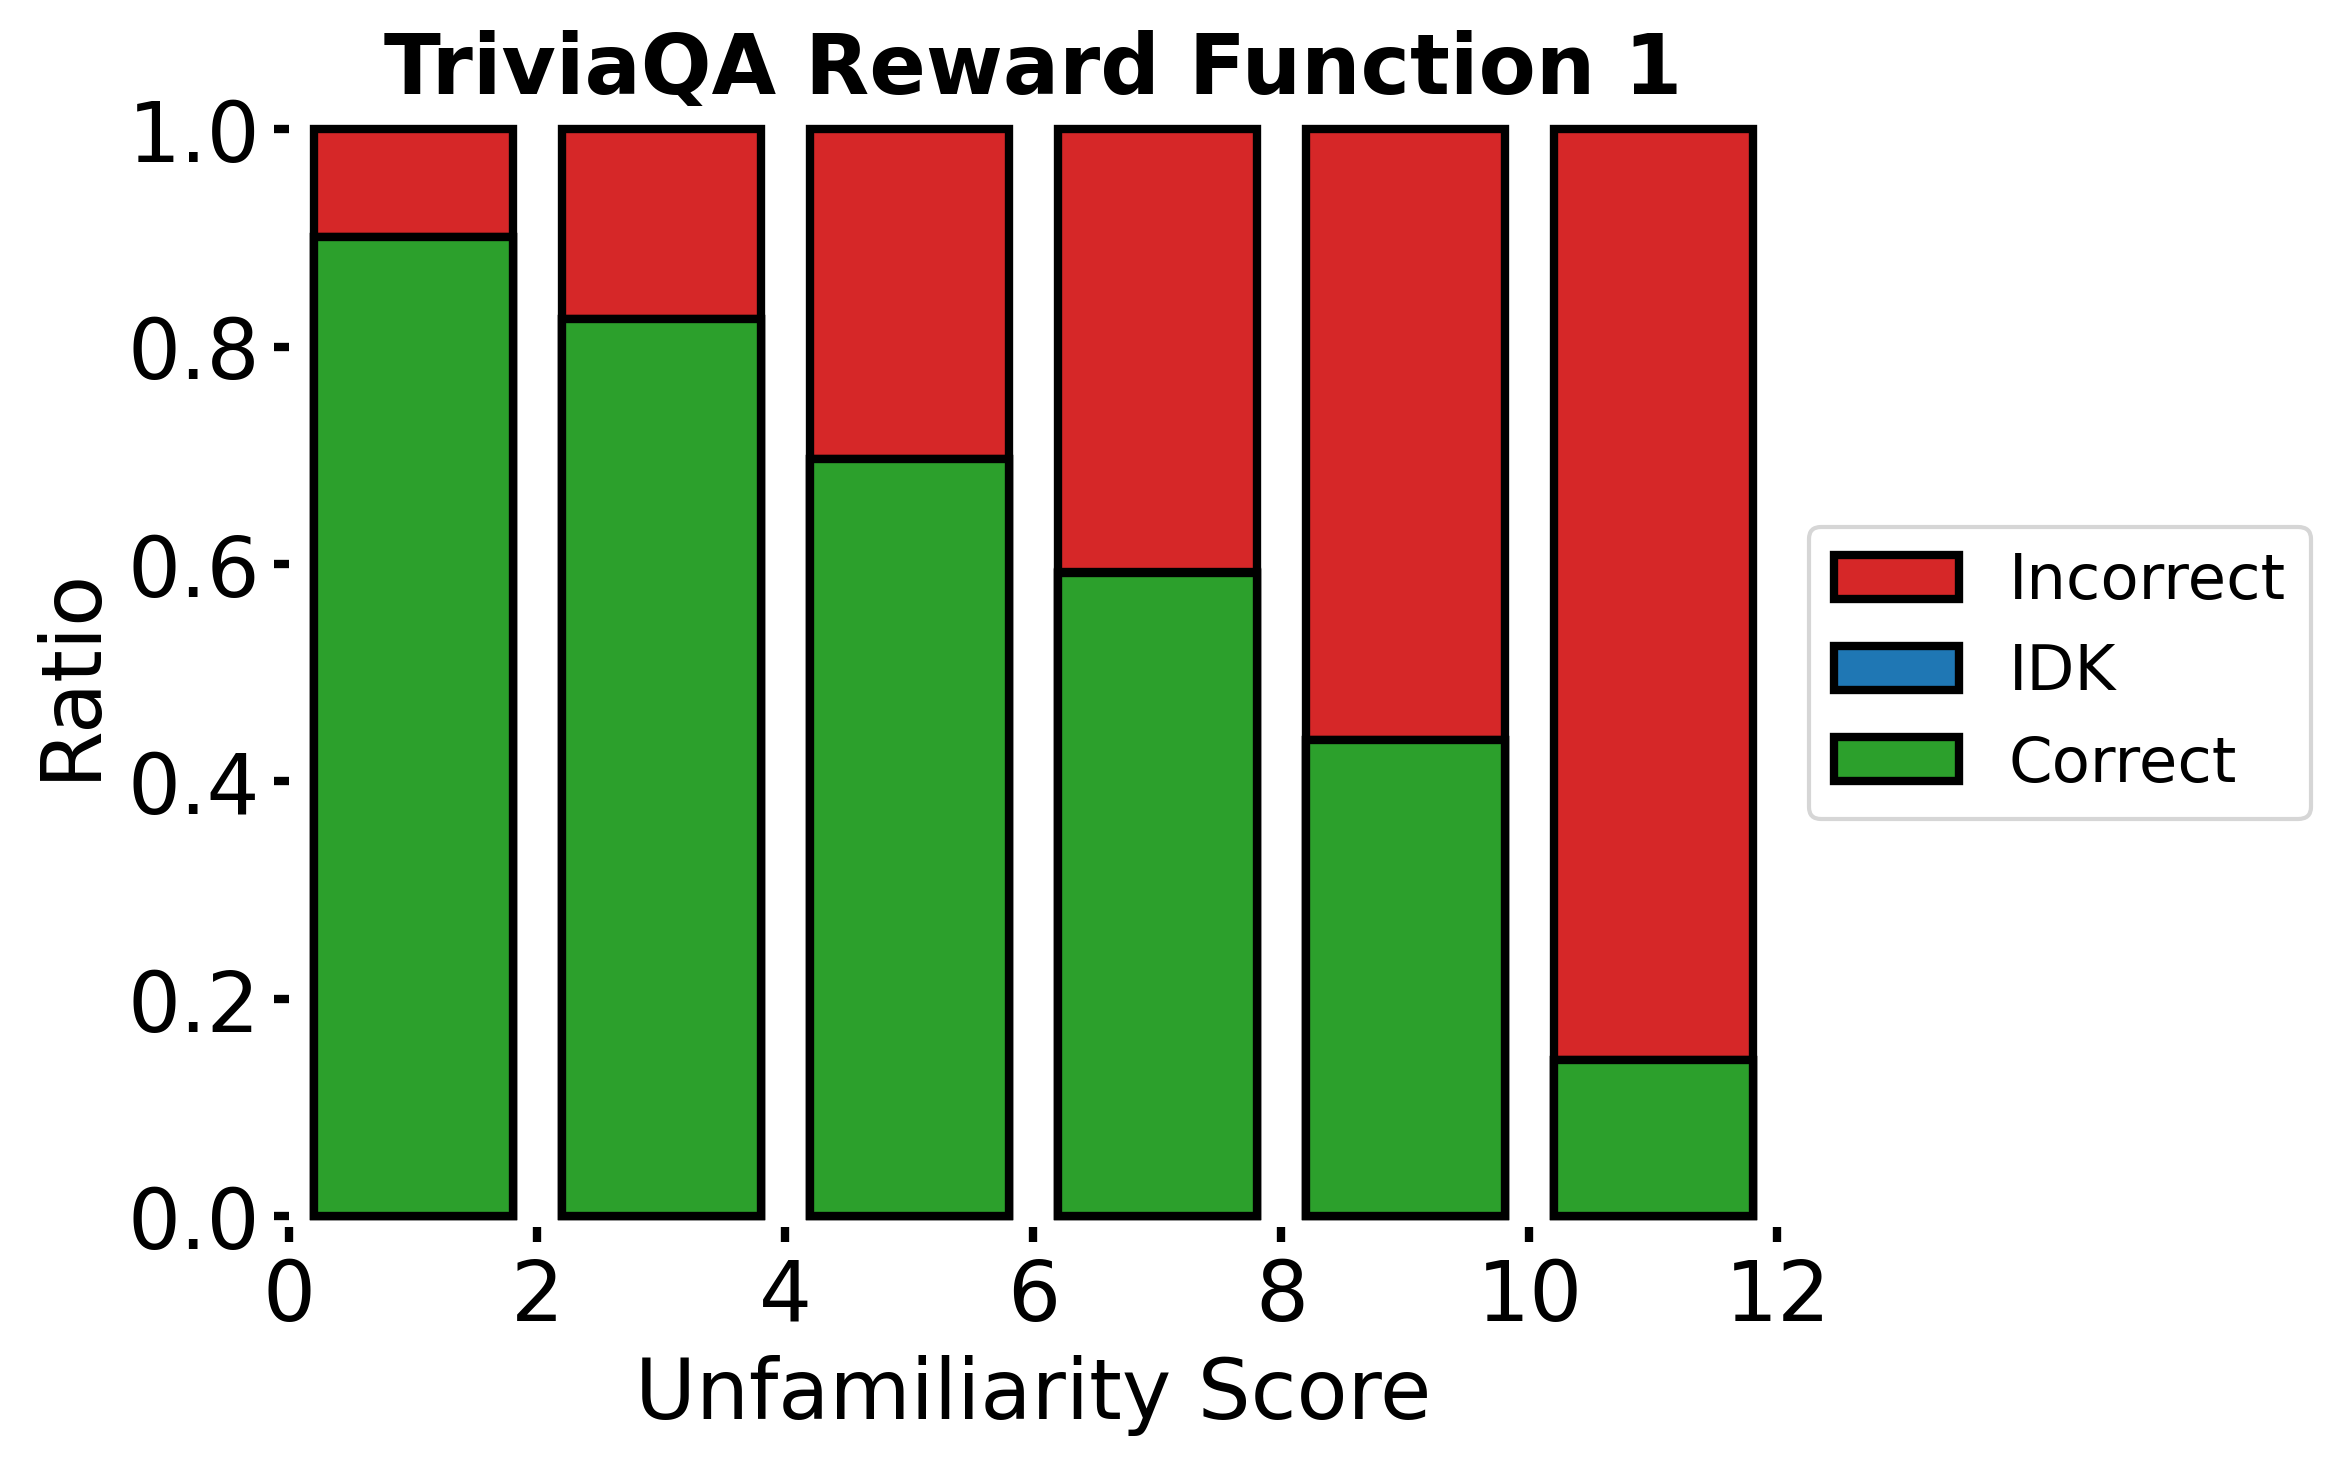 TriviaQA Reward Function 1
1.0
0.8
0.6
0.4
0.2
0.0
Ratio
0 2 4 6 8 10 12
Unfamiliarity Score
Incorrect
IDK
Correct